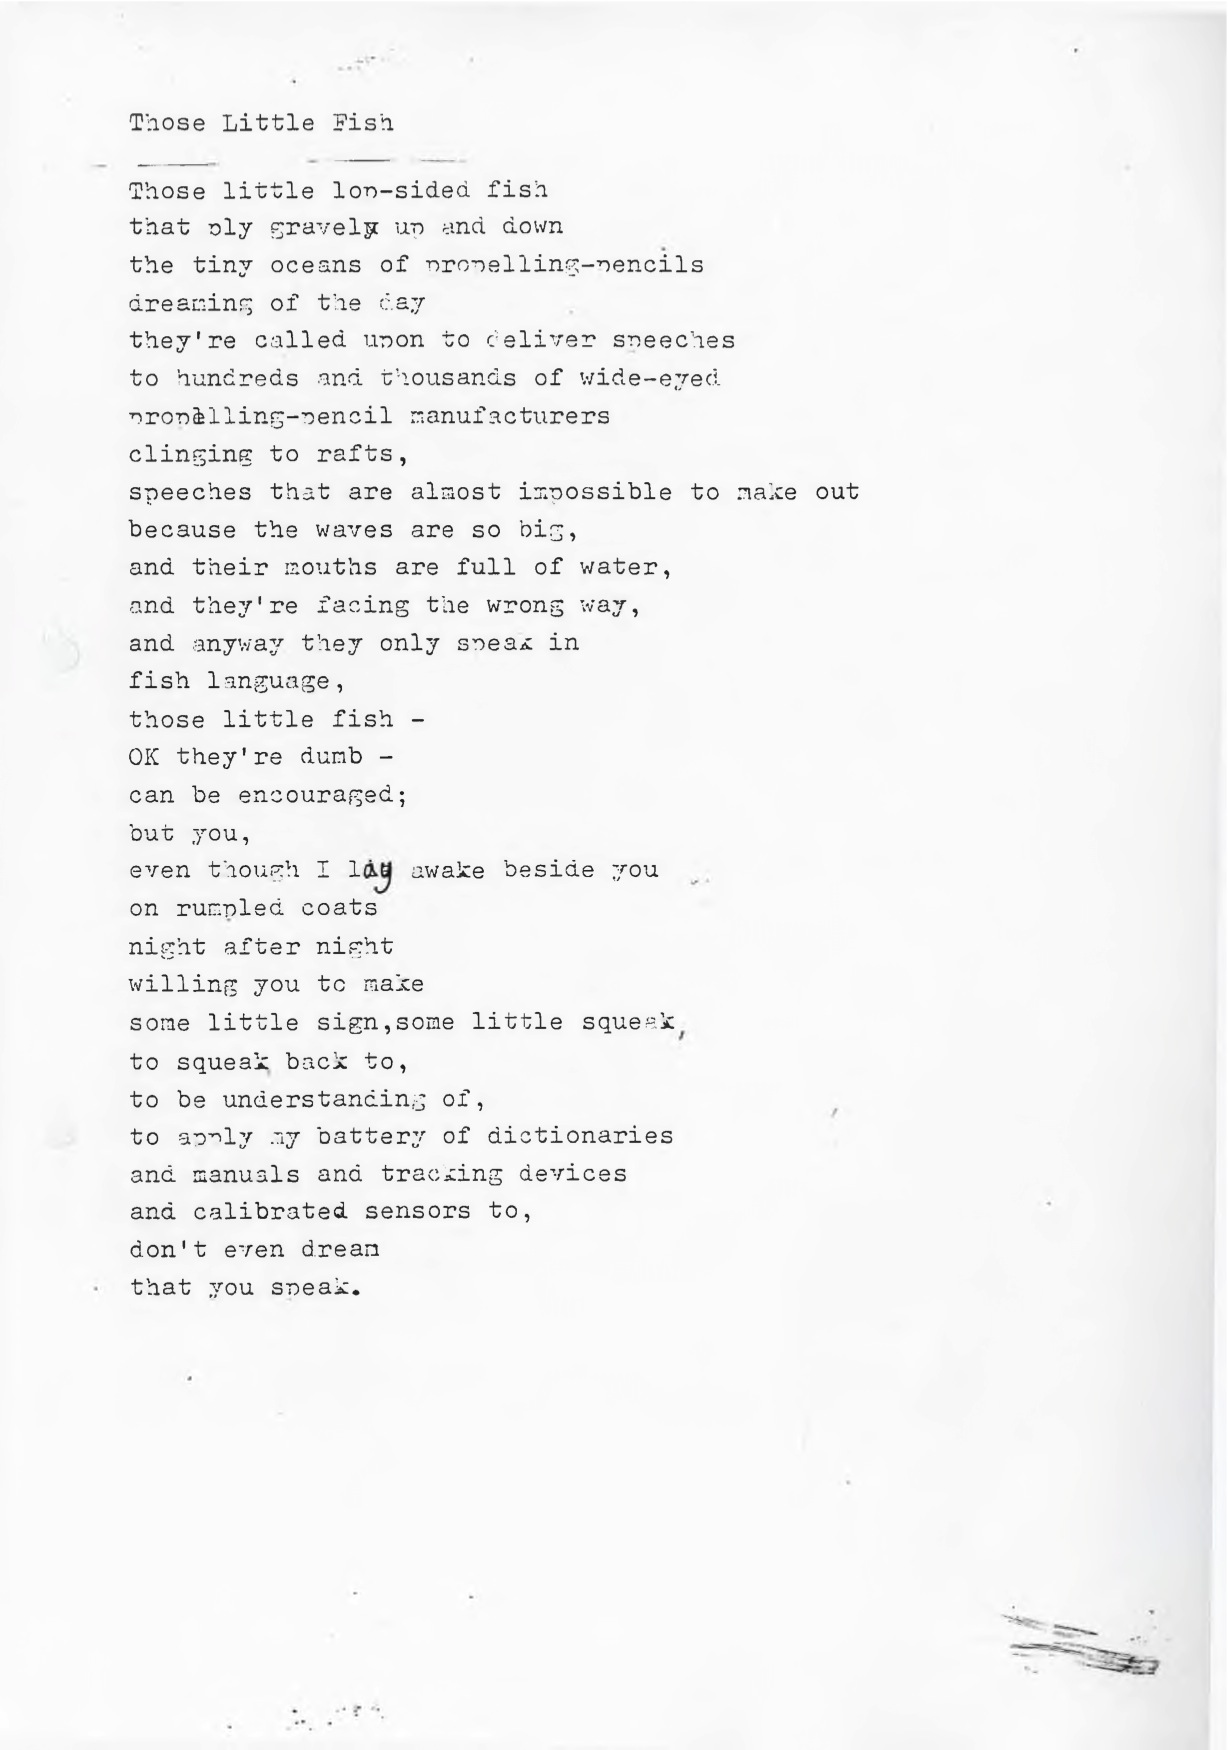 Those Little Fish
Those little lop-sided fish
that ply gravely up and down
the tiny oceans of propelling-pencils
dreaming of the day
they're called upon to deliver speeches
to hundreds and thousands of wide-eyed
propelling-pencil manufacturers
clinging to rafts,
speeches that are almost impossible to make out
because the waves are so big,
and their mouths are full of water,
and they're facing the wrong way,
and anyway they only speak in
fish language,
those little fish -
OK they're dumb -
can be encouraged;
but you,
even though I lay awake beside you
on rumpled coats
night after night
willing you to make
some little sign,some little squeak,
to squeak back to,
to be understanding of,
to apply my battery of dictionaries
and manuals and tracking devices
and calibrated sensors to,
don't even dream
that you speak.